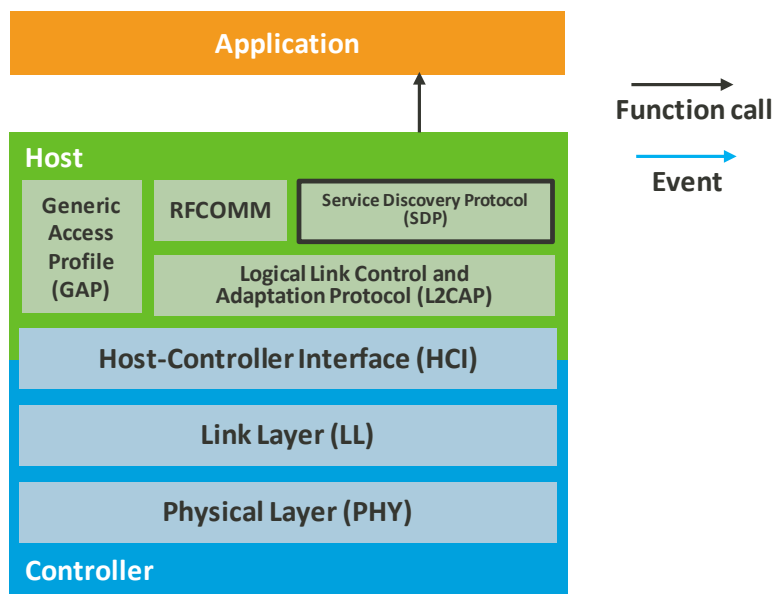 Application
Function call
Event
Host
Generic
Access
Profile
(GAP)
RFCOMM
Service Discovery Protocol
(SDP)
Logical Link Control and
Adaptation Protocol (L2CAP)
Host-Controller Interface (HCI)
Link Layer (LL)
Physical Layer (PHY)
Controller